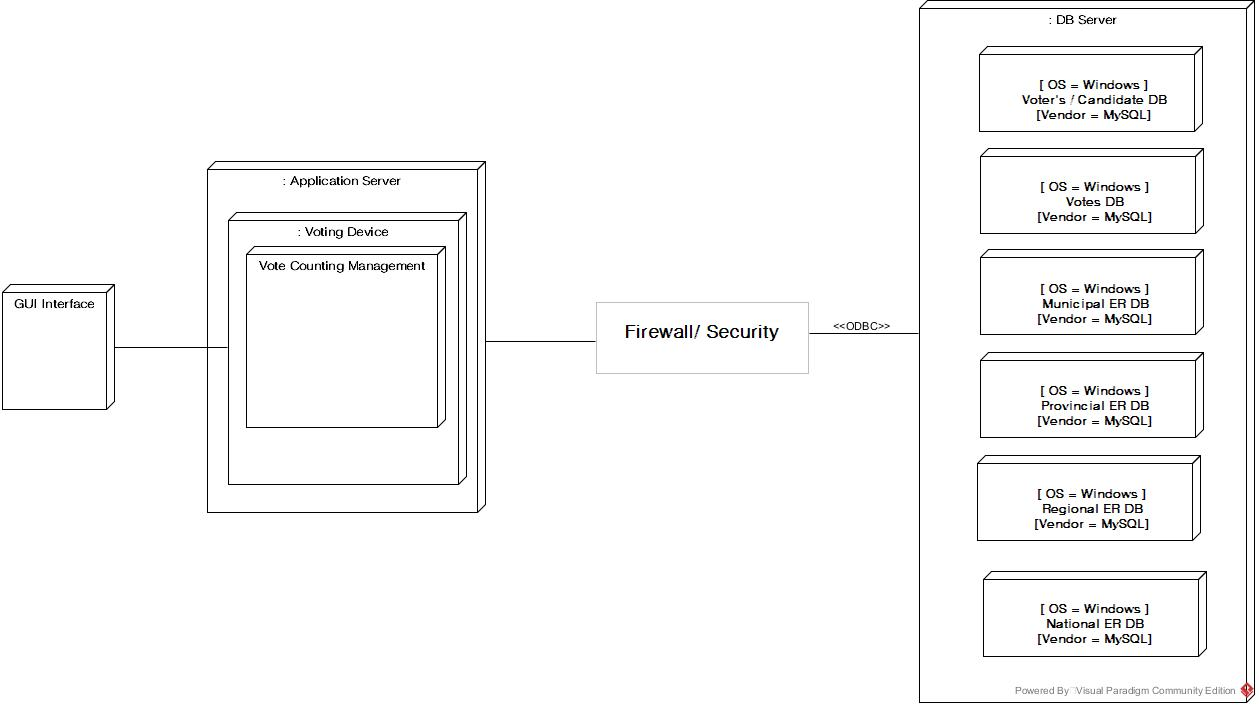 : DB Server
[ OS = Windows ]
Voter's / Candidate DB
[Vendor = MySQL]
[ OS = Windows ]
Votes DB
[Vendor = MySQL]
[ OS = Windows ]
Municipal ER DB
[Vendor = MySQL]
[ OS = Windows ]
Provincial ER DB
[Vendor = MySQL]
[ OS = Windows ]
Regional ER DB
[Vendor = MySQL]
[ OS = Windows ]
National ER DB
[Vendor = MySQL]
: Application Server
: Voting Device
Vote Counting Management
GUI Interface
Firewall/ Security
<<ODBC>>
Powered By Visual Paradigm Community Edition